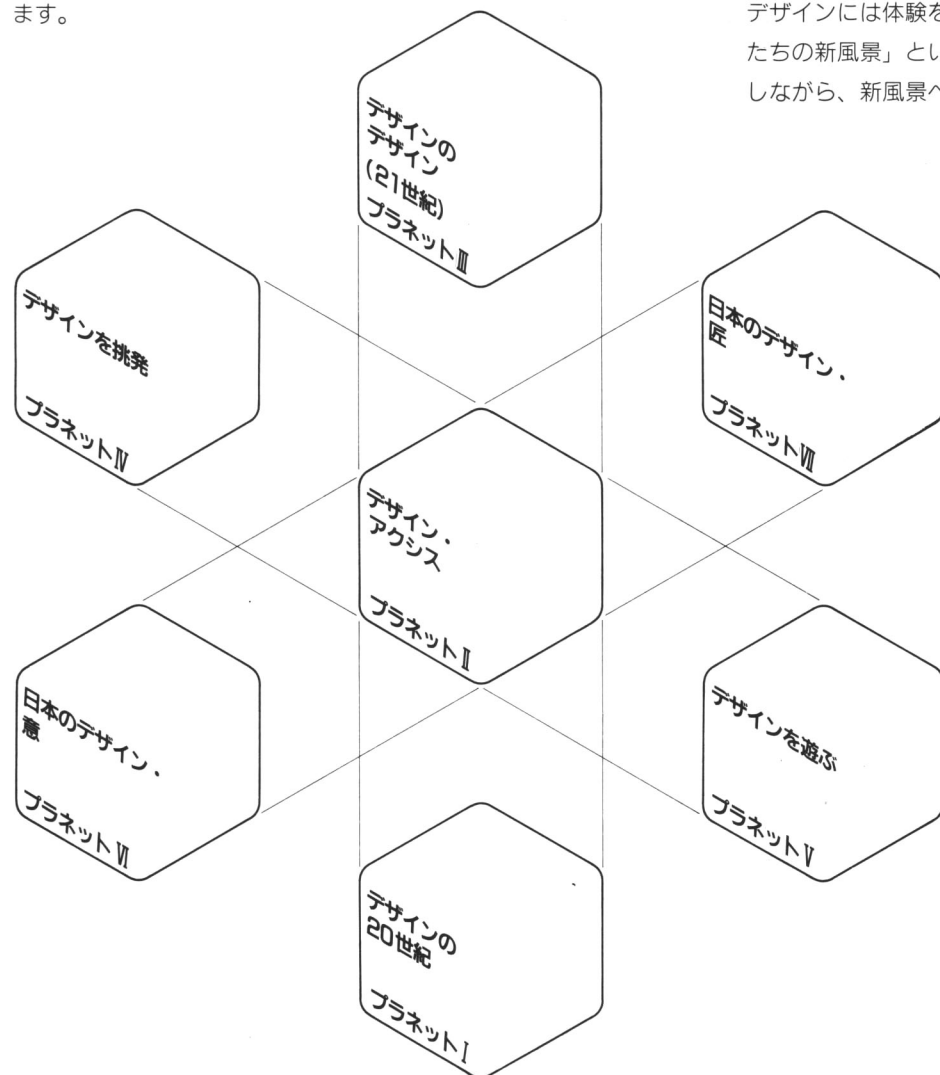 ます。
デザインには体験を
たちの新風景」とい
しながら、新風景へ
デザインの
デザイン
(21世紀)
プラネットⅢ
デザインを挑発
プラネットⅣ
日本のデザイン・
匠
プラネットⅦ
デザイン・
アクシス
プラネットⅡ
日本のデザイン・
意
プラネットⅥ
デザインを遊ぶ
プラネットⅤ
デザインの
20世紀
プラネットⅠ